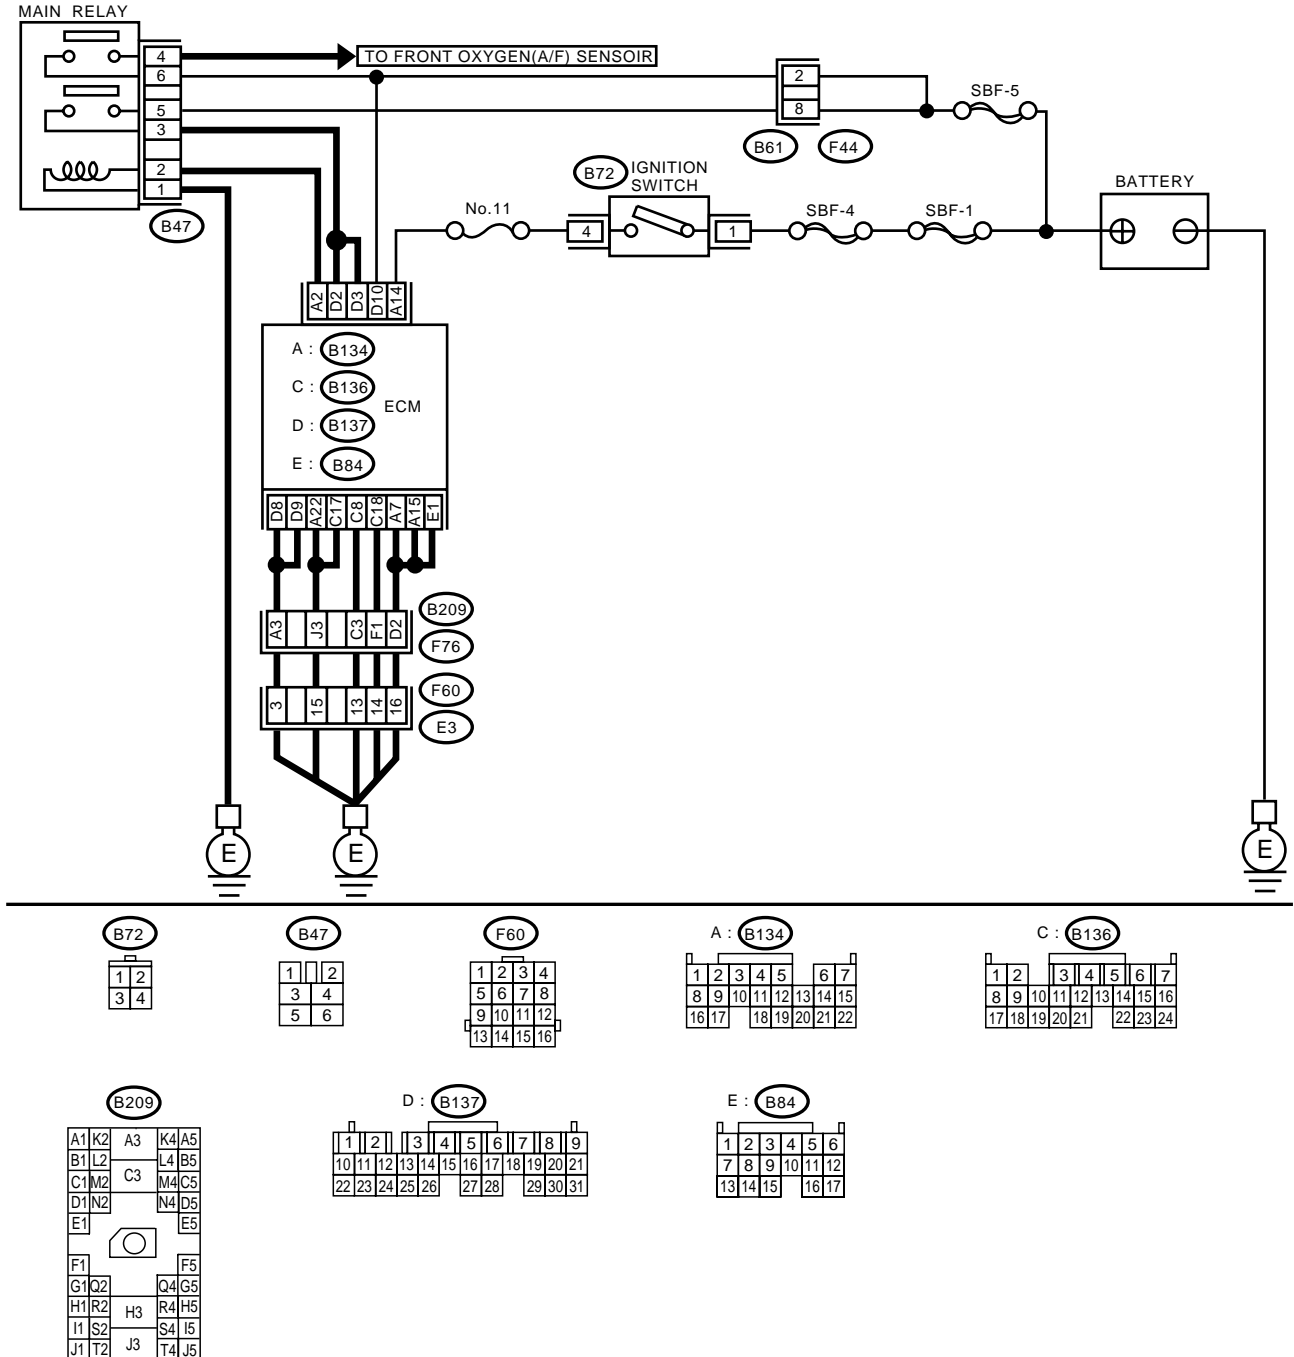 MAIN RELAY
4
TO FRONT OXYGEN(A/F) SENSOIR
6
2
SBF-5
5
8
3
B61
F44
2
B72
IGNITION
SWITCH
BATTERY
1
B47
No.11
4
1
SBF-4
SBF-1
A2
D2
D3
D10
A14
A : B134
C : B136
ECM
D : B137
E : B84
D8
D9
A22
C17
C8
C18
A7
A15
E1
B209
A3
J3
C3
F1
D2
F76
F60
3
15
13
14
16
E3
E
E
E
B72
1 2
3 4
B47
1 2
3 4
5 6
F60
1 2 3 4
5 6 7 8
9 10 11 12
13 14 15 16
A : B134
1 2 3 4 5 6 7
8 9 10 11 12 13 14 15
16 17 18 19 20 21 22
C : B136
1 2 3 4 5 6 7
8 9 10 11 12 13 14 15 16
17 18 19 20 21 22 23 24
B209
A1 K2 A3 K4 A5
B1 L2 L4 B5
C3
C1 M2 M4 C5
D1 N2 N4 D5
E1 E5
F1 F5
G1 Q2 Q4 G5
H1 R2 H3 R4 H5
I1 S2 S4 I5
J1 T2 J3 T4 J5
D : B137
1 2 3 4 5 6 7 8 9
10 11 12 13 14 15 16 17 18 19 20 21
22 23 24 25 26 27 28 29 30 31
E : B84
1 2 3 4 5 6
7 8 9 10 11 12
13 14 15 16 17